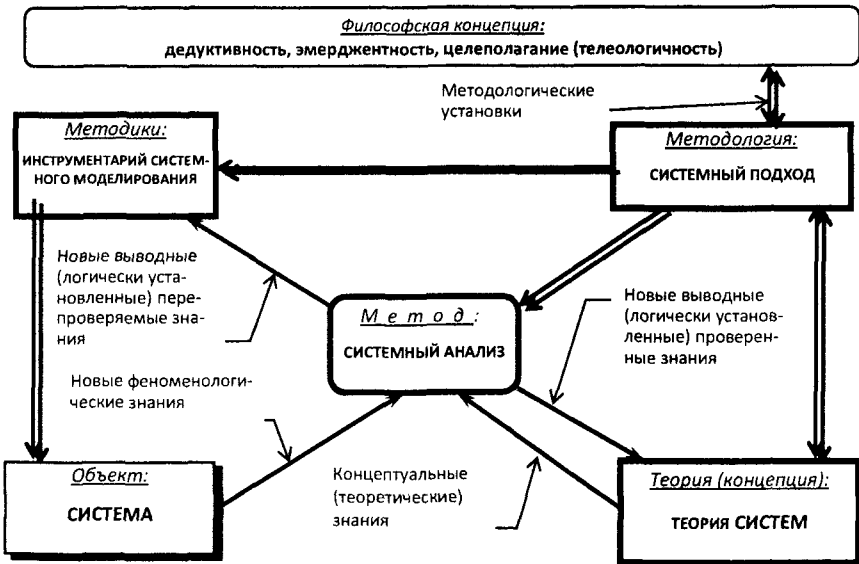 Философская концепция:
дедуктивность, эмерджентность, целеполагание (телеологичность)
Методологические
установки
Методики:
ИНСТРУМЕНТАРИЙ СИСТЕМ-
НОГО МОДЕЛИРОВАНИЯ
Методология:
СИСТЕМНЫЙ ПОДХОД
Новые выводные
(логически уста-
новленные) пере-
проверяемые зна-
ния
Метод:
СИСТЕМНЫЙ АНАЛИЗ
Новые выводные
(логически установ-
ленные) проверен-
ные знания
Новые феноменологи-
ческие знания
Объект:
СИСТЕМА
Концептуальные
(теоретические)
знания
Теория (концепция):
ТЕОРИЯ СИСТЕМ